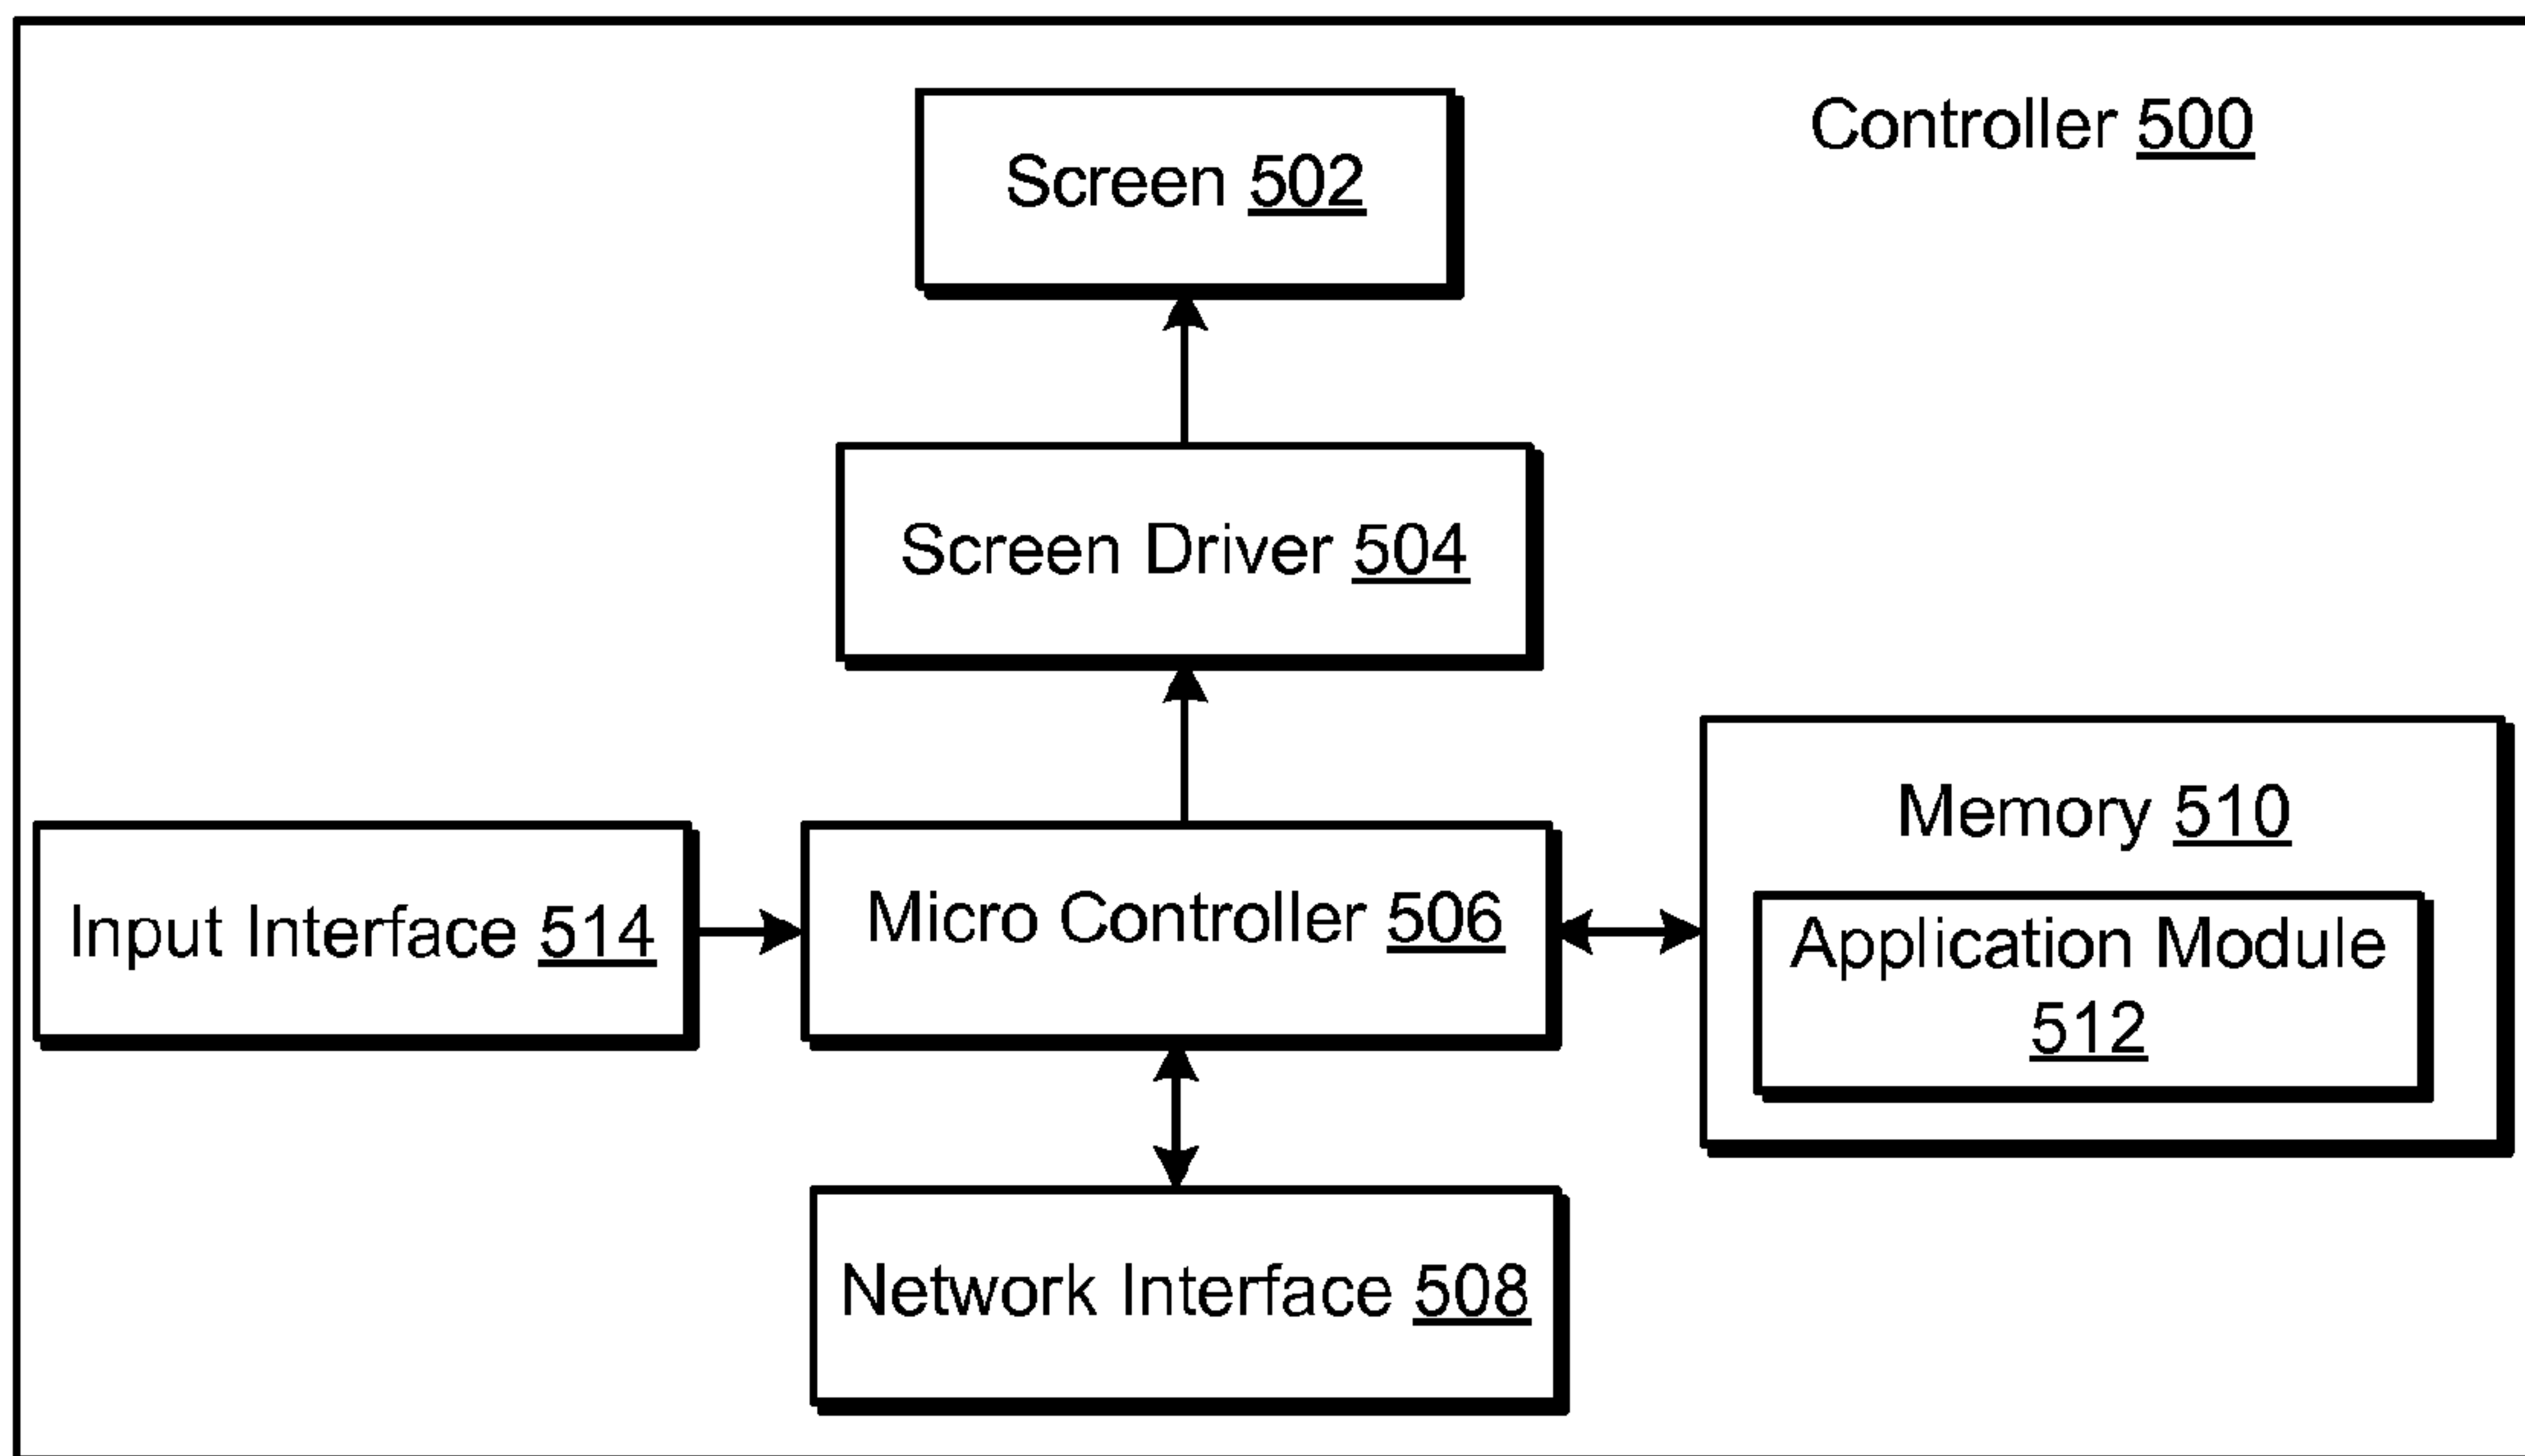 Controller 500
Screen 502
Screen Driver 504
Memory 510
Input Interface 514
Micro Controller 506
Application Module
512
Network Interface 508